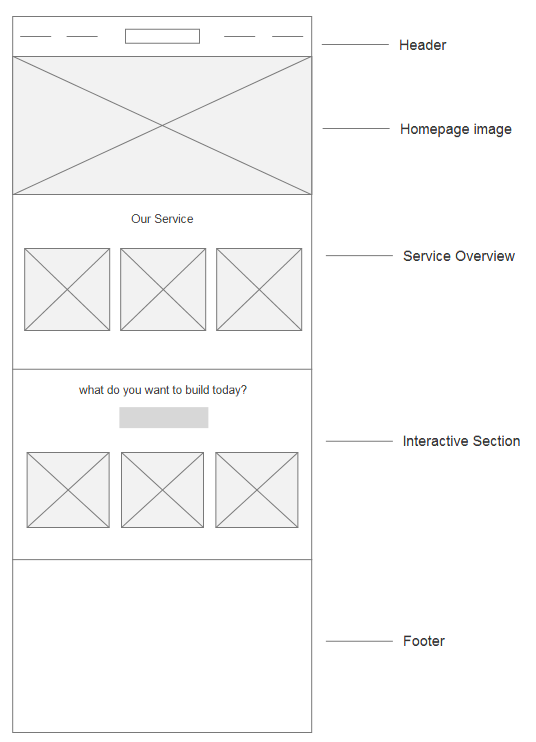 Header
Homepage image
Our Service
Service Overview
what do you want to build today?
Interactive Section
Footer